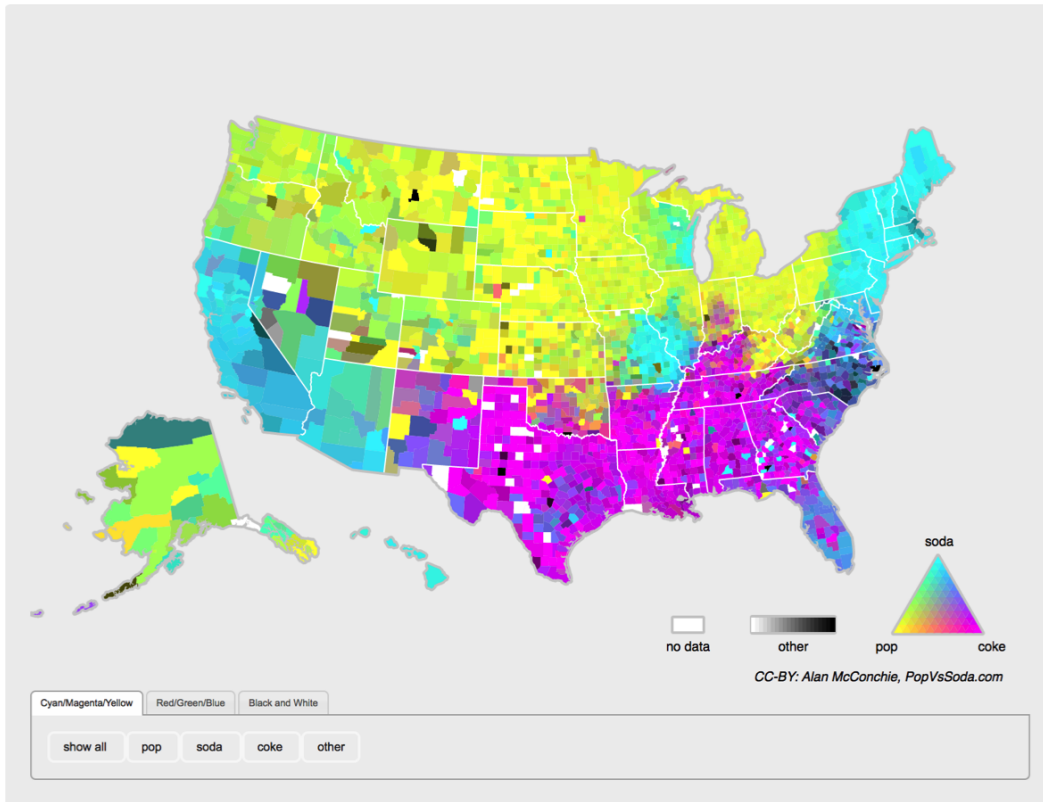 soda
no data
other
pop
coke
CC-BY: Alan McConchie, PopVsSoda.com
Cyan/Magenta/Yellow
Red/Green/Blue
Black and White
show all
pop
soda
coke
other